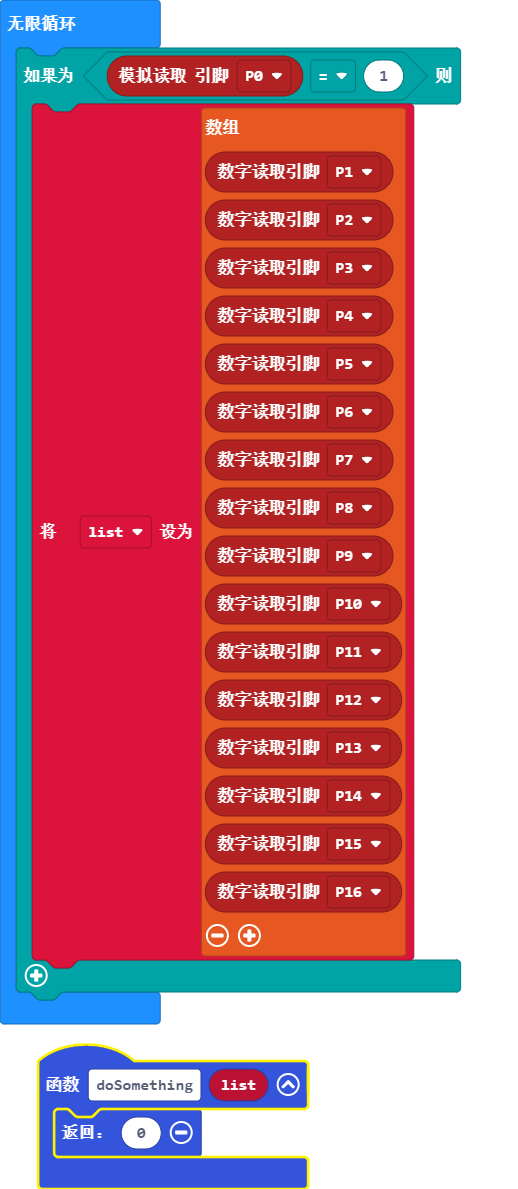 无限循环
如果为 模拟读取 引脚 P0 = 1 则
数组
数字读取引脚 P1
数字读取引脚 P2
数字读取引脚 P3
数字读取引脚 P4
数字读取引脚 P5
数字读取引脚 P6
数字读取引脚 P7
数字读取引脚 P8
将 list 设为
数字读取引脚 P9
数字读取引脚 P10
数字读取引脚 P11
数字读取引脚 P12
数字读取引脚 P13
数字读取引脚 P14
数字读取引脚 P15
数字读取引脚 P16
函数 doSomething list
返回: 0